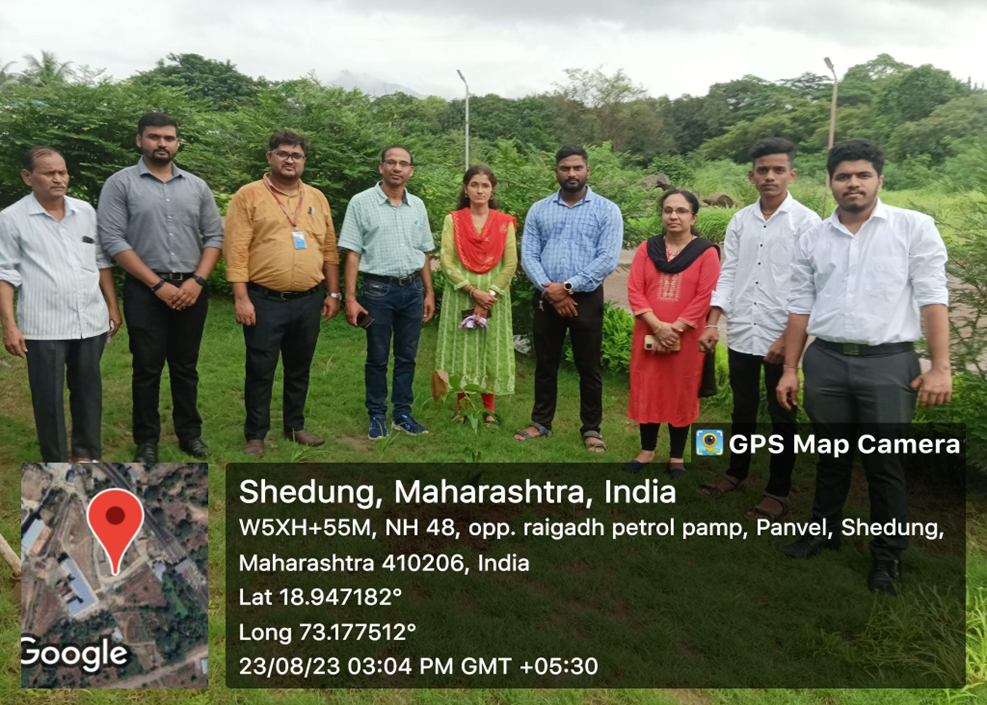 GPS Map Camera
Shedung, Maharashtra, India
W5XH+55M, NH 48, opp. raigadh petrol pamp, Panvel, Shedung,
Maharashtra 410206, India
Lat 18.947182°
Long 73.177512°
23/08/23 03:04 PM GMT +05:30
Google